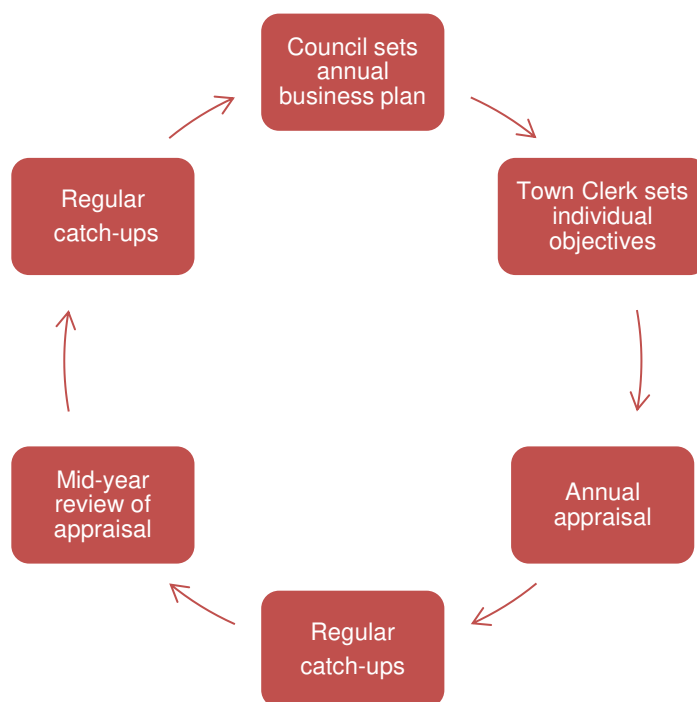 Council sets
annual
business plan
Town Clerk sets
individual
objectives
Annual
appraisal
Regular
catch-ups
Mid-year
review of
appraisal
Regular
catch-ups